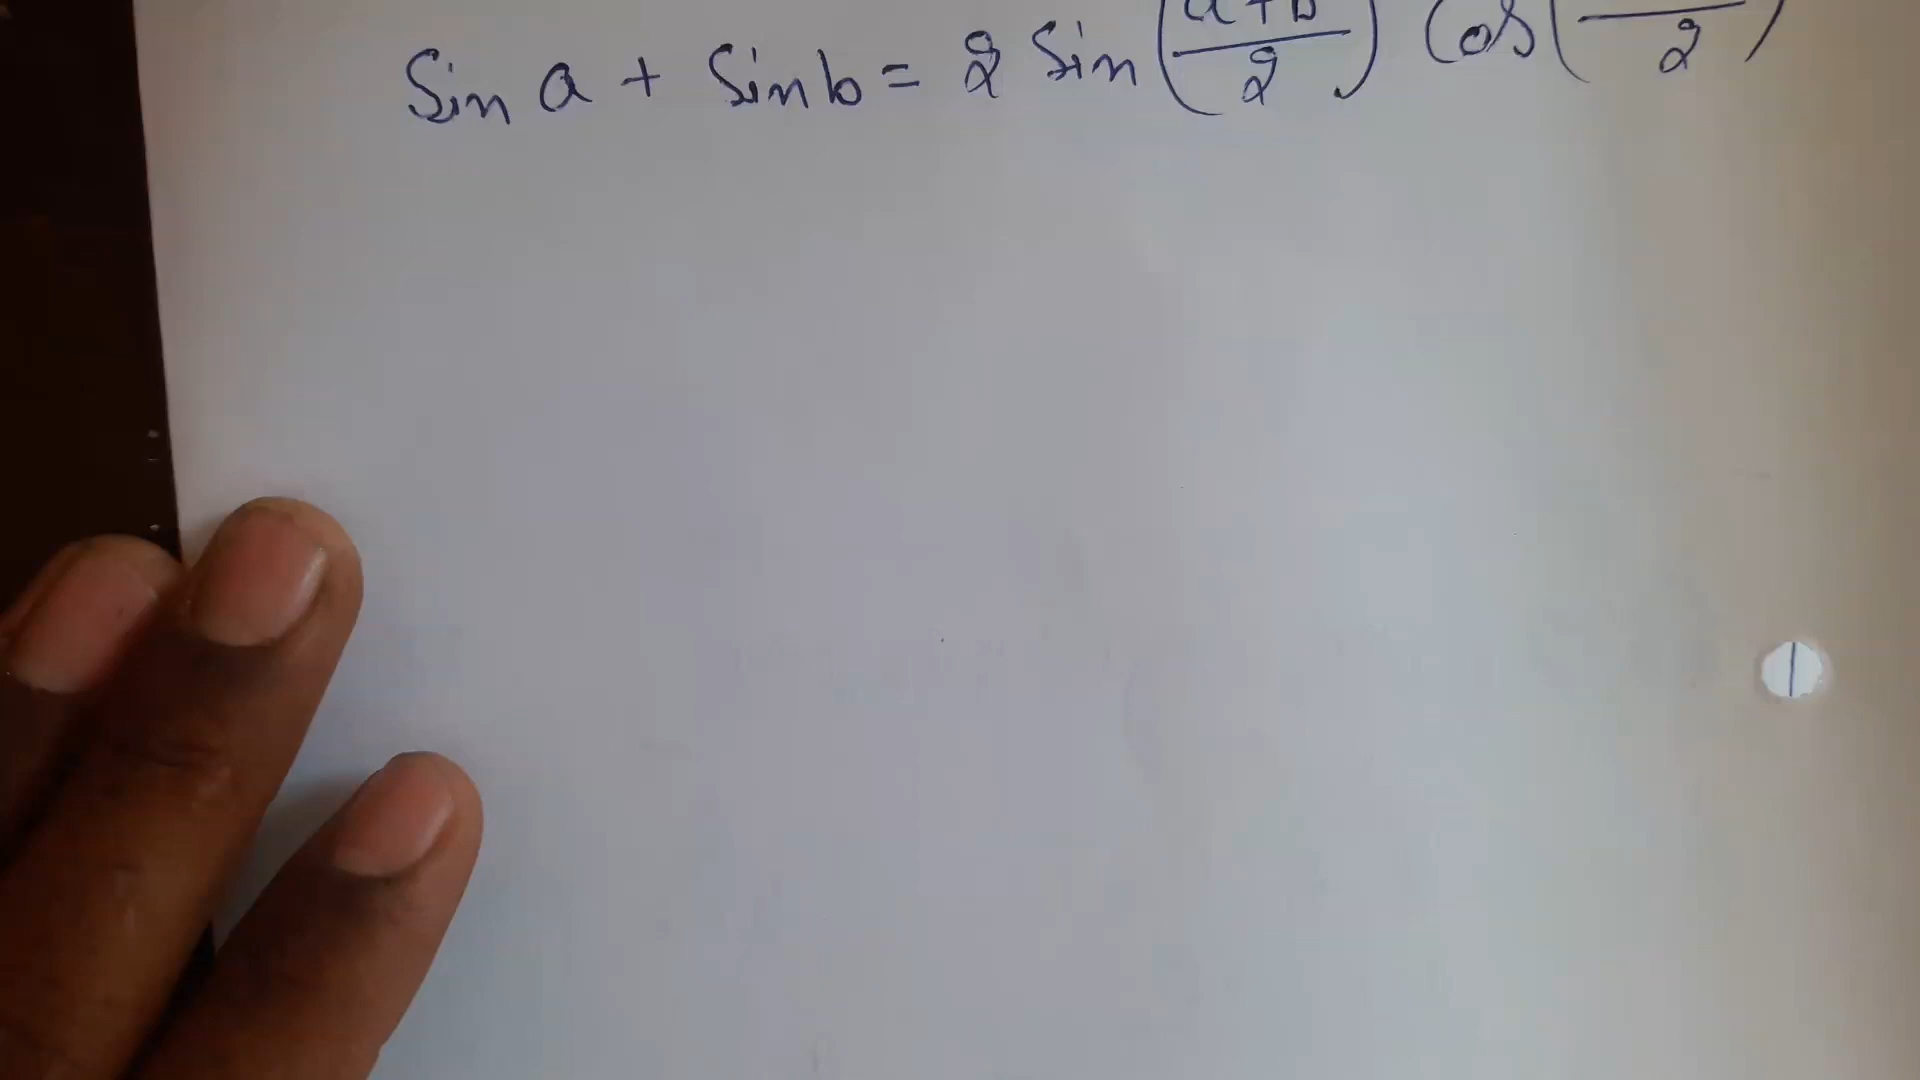 Sin a + Sin b = 2 Sin (a+b/2) Cos (/2)